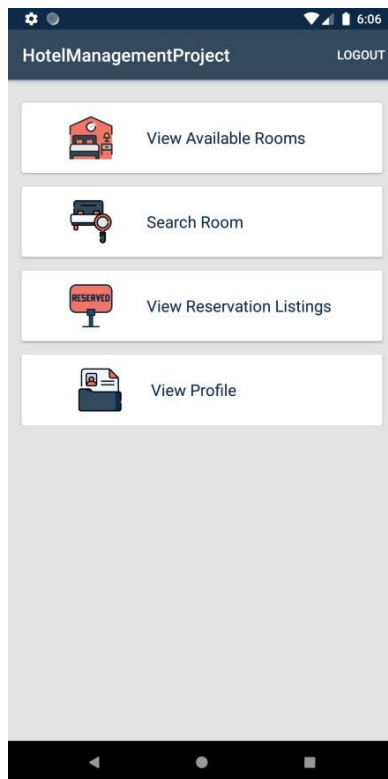 6:06
HotelManagementProject LOGOUT
View Available Rooms
Search Room
RESERVED
View Reservation Listings
View Profile